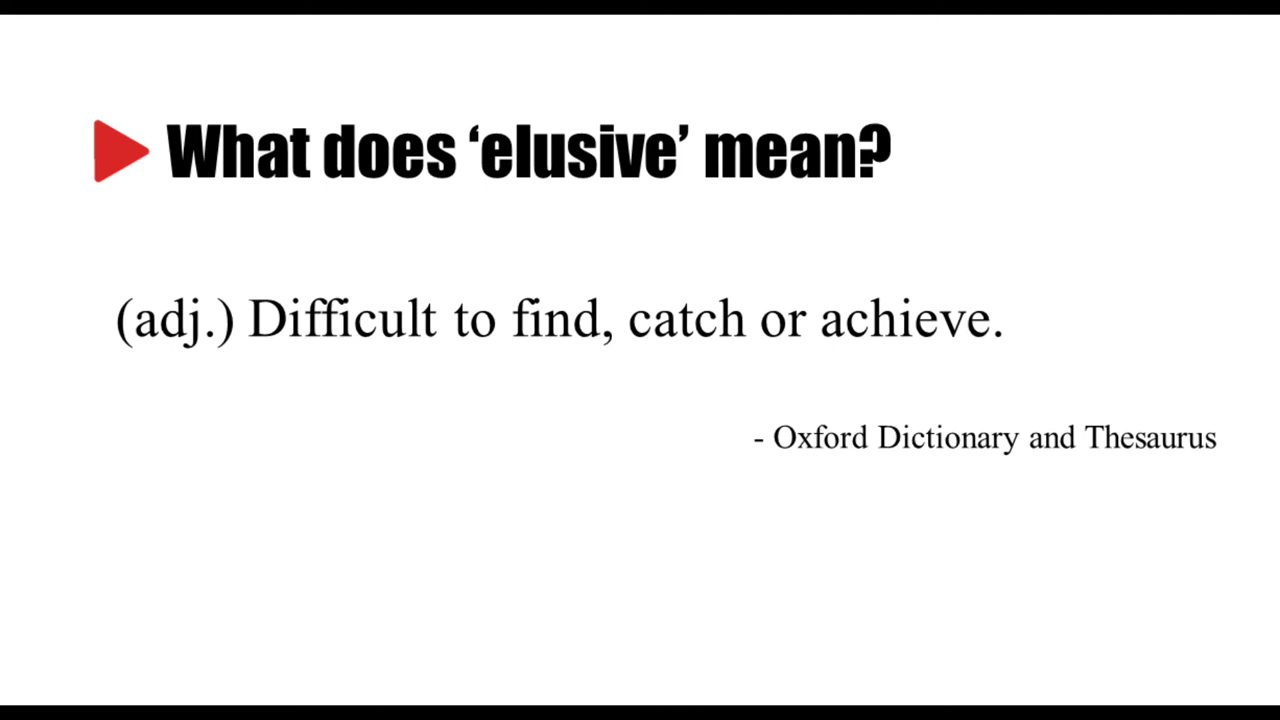 What does ‘elusive’ mean?
(adj.) Difficult to find, catch or achieve.
- Oxford Dictionary and Thesaurus